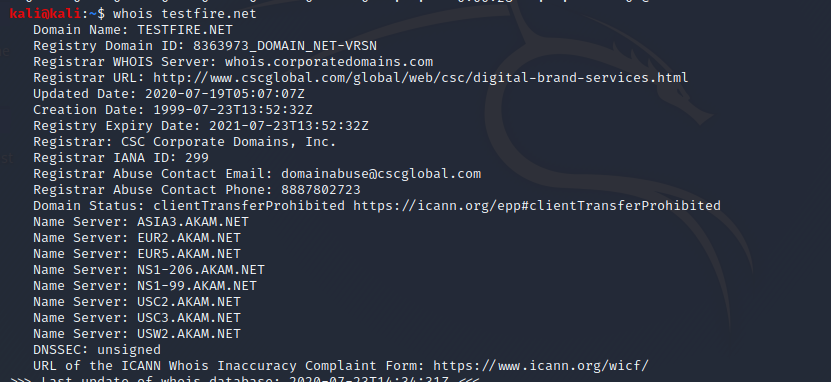 kali@kali:~$ whois testfire.net
Domain Name: TESTFIRE.NET
Registry Domain ID: 8363973_DOMAIN_NET-VRSN
Registrar WHOIS Server: whois.corporatedomains.com
Registrar URL: http://www.cscglobal.com/global/web/csc/digital-brand-services.html
Updated Date: 2020-07-19T05:07:07Z
Creation Date: 1999-07-23T13:52:32Z
Registry Expiry Date: 2021-07-23T13:52:32Z
Registrar: CSC Corporate Domains, Inc.
Registrar IANA ID: 299
Registrar Abuse Contact Email: domainabuse@cscglobal.com
Registrar Abuse Contact Phone: 8887802723
Domain Status: clientTransferProhibited https://icann.org/epp#clientTransferProhibited
Name Server: ASIA3.AKAM.NET
Name Server: EUR2.AKAM.NET
Name Server: EUR5.AKAM.NET
Name Server: NS1-206.AKAM.NET
Name Server: NS1-99.AKAM.NET
Name Server: USC2.AKAM.NET
Name Server: USC3.AKAM.NET
Name Server: USW2.AKAM.NET
DNSSEC: unsigned
URL of the ICANN Whois Inaccuracy Complaint Form: https://www.icann.org/wicf/
>>> Last update of whois database: 2020-07-23T14:34:31Z <<<